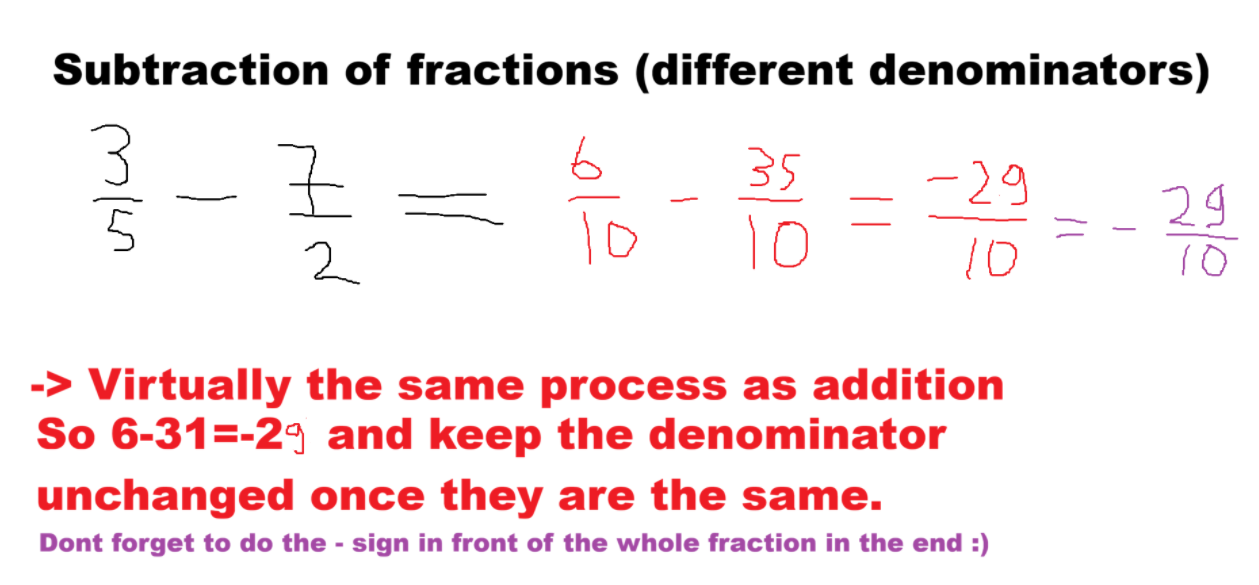 Subtraction of fractions (different denominators)
3/5 - 7/2 = 6/10 - 35/10 = -29/10 = - 29/10
-> Virtually the same process as addition
So 6-31=-29 and keep the denominator
unchanged once they are the same.
Dont forget to do the - sign in front of the whole fraction in the end :)